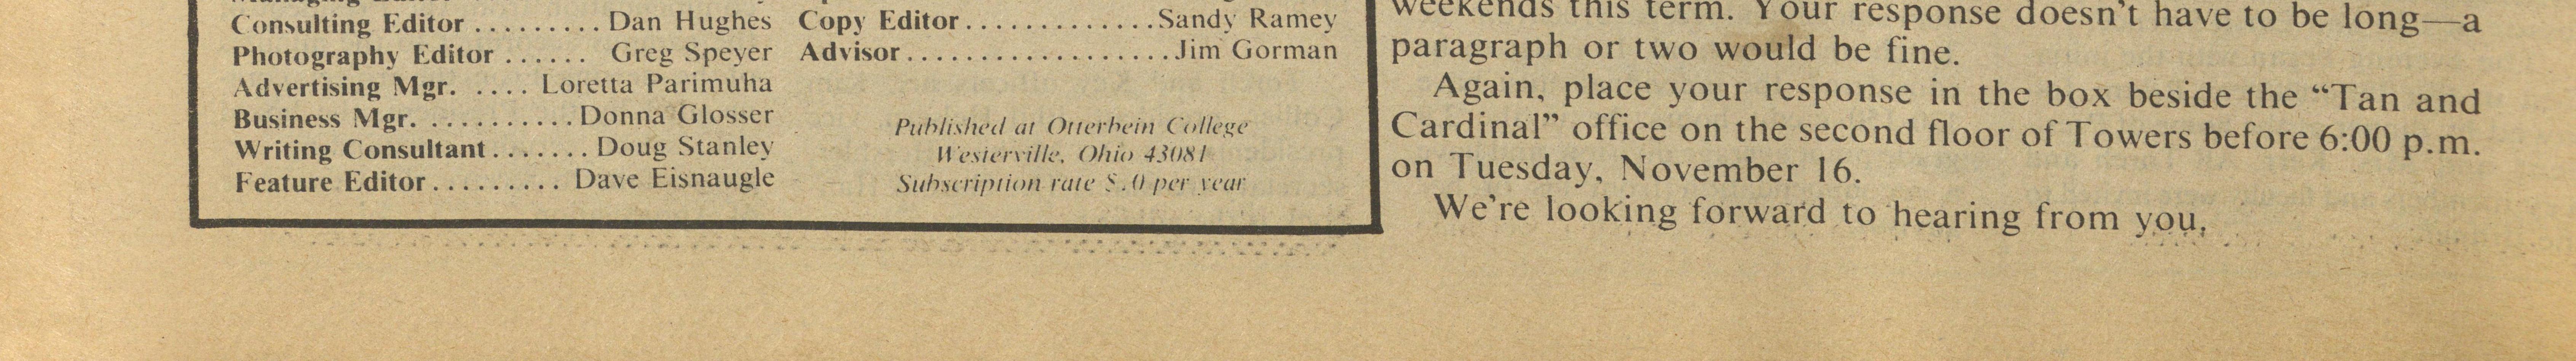 Consulting Editor ......... Dan Hughes
Photography Editor ...... Greg Speyer
Advertising Mgr. .... Loretta Parimuha
Business Mgr. ........... Donna Glosser
Writing Consultant ....... Doug Stanley
Feature Editor ......... Dave Eisnaugle
Copy Editor ............. Sandy Ramey
Advisor .................. Jim Gorman
Published at Otterbein College
Westerville, Ohio 43081
Subscription rate per year
weekends this term. Your response doesn't have to be long—a
paragraph or two would be fine.
Again, place your response in the box beside the “Tan and
Cardinal” office on the second floor of Towers before 6:00 p.m.
on Tuesday, November 16.
We're looking forward to hearing from you.